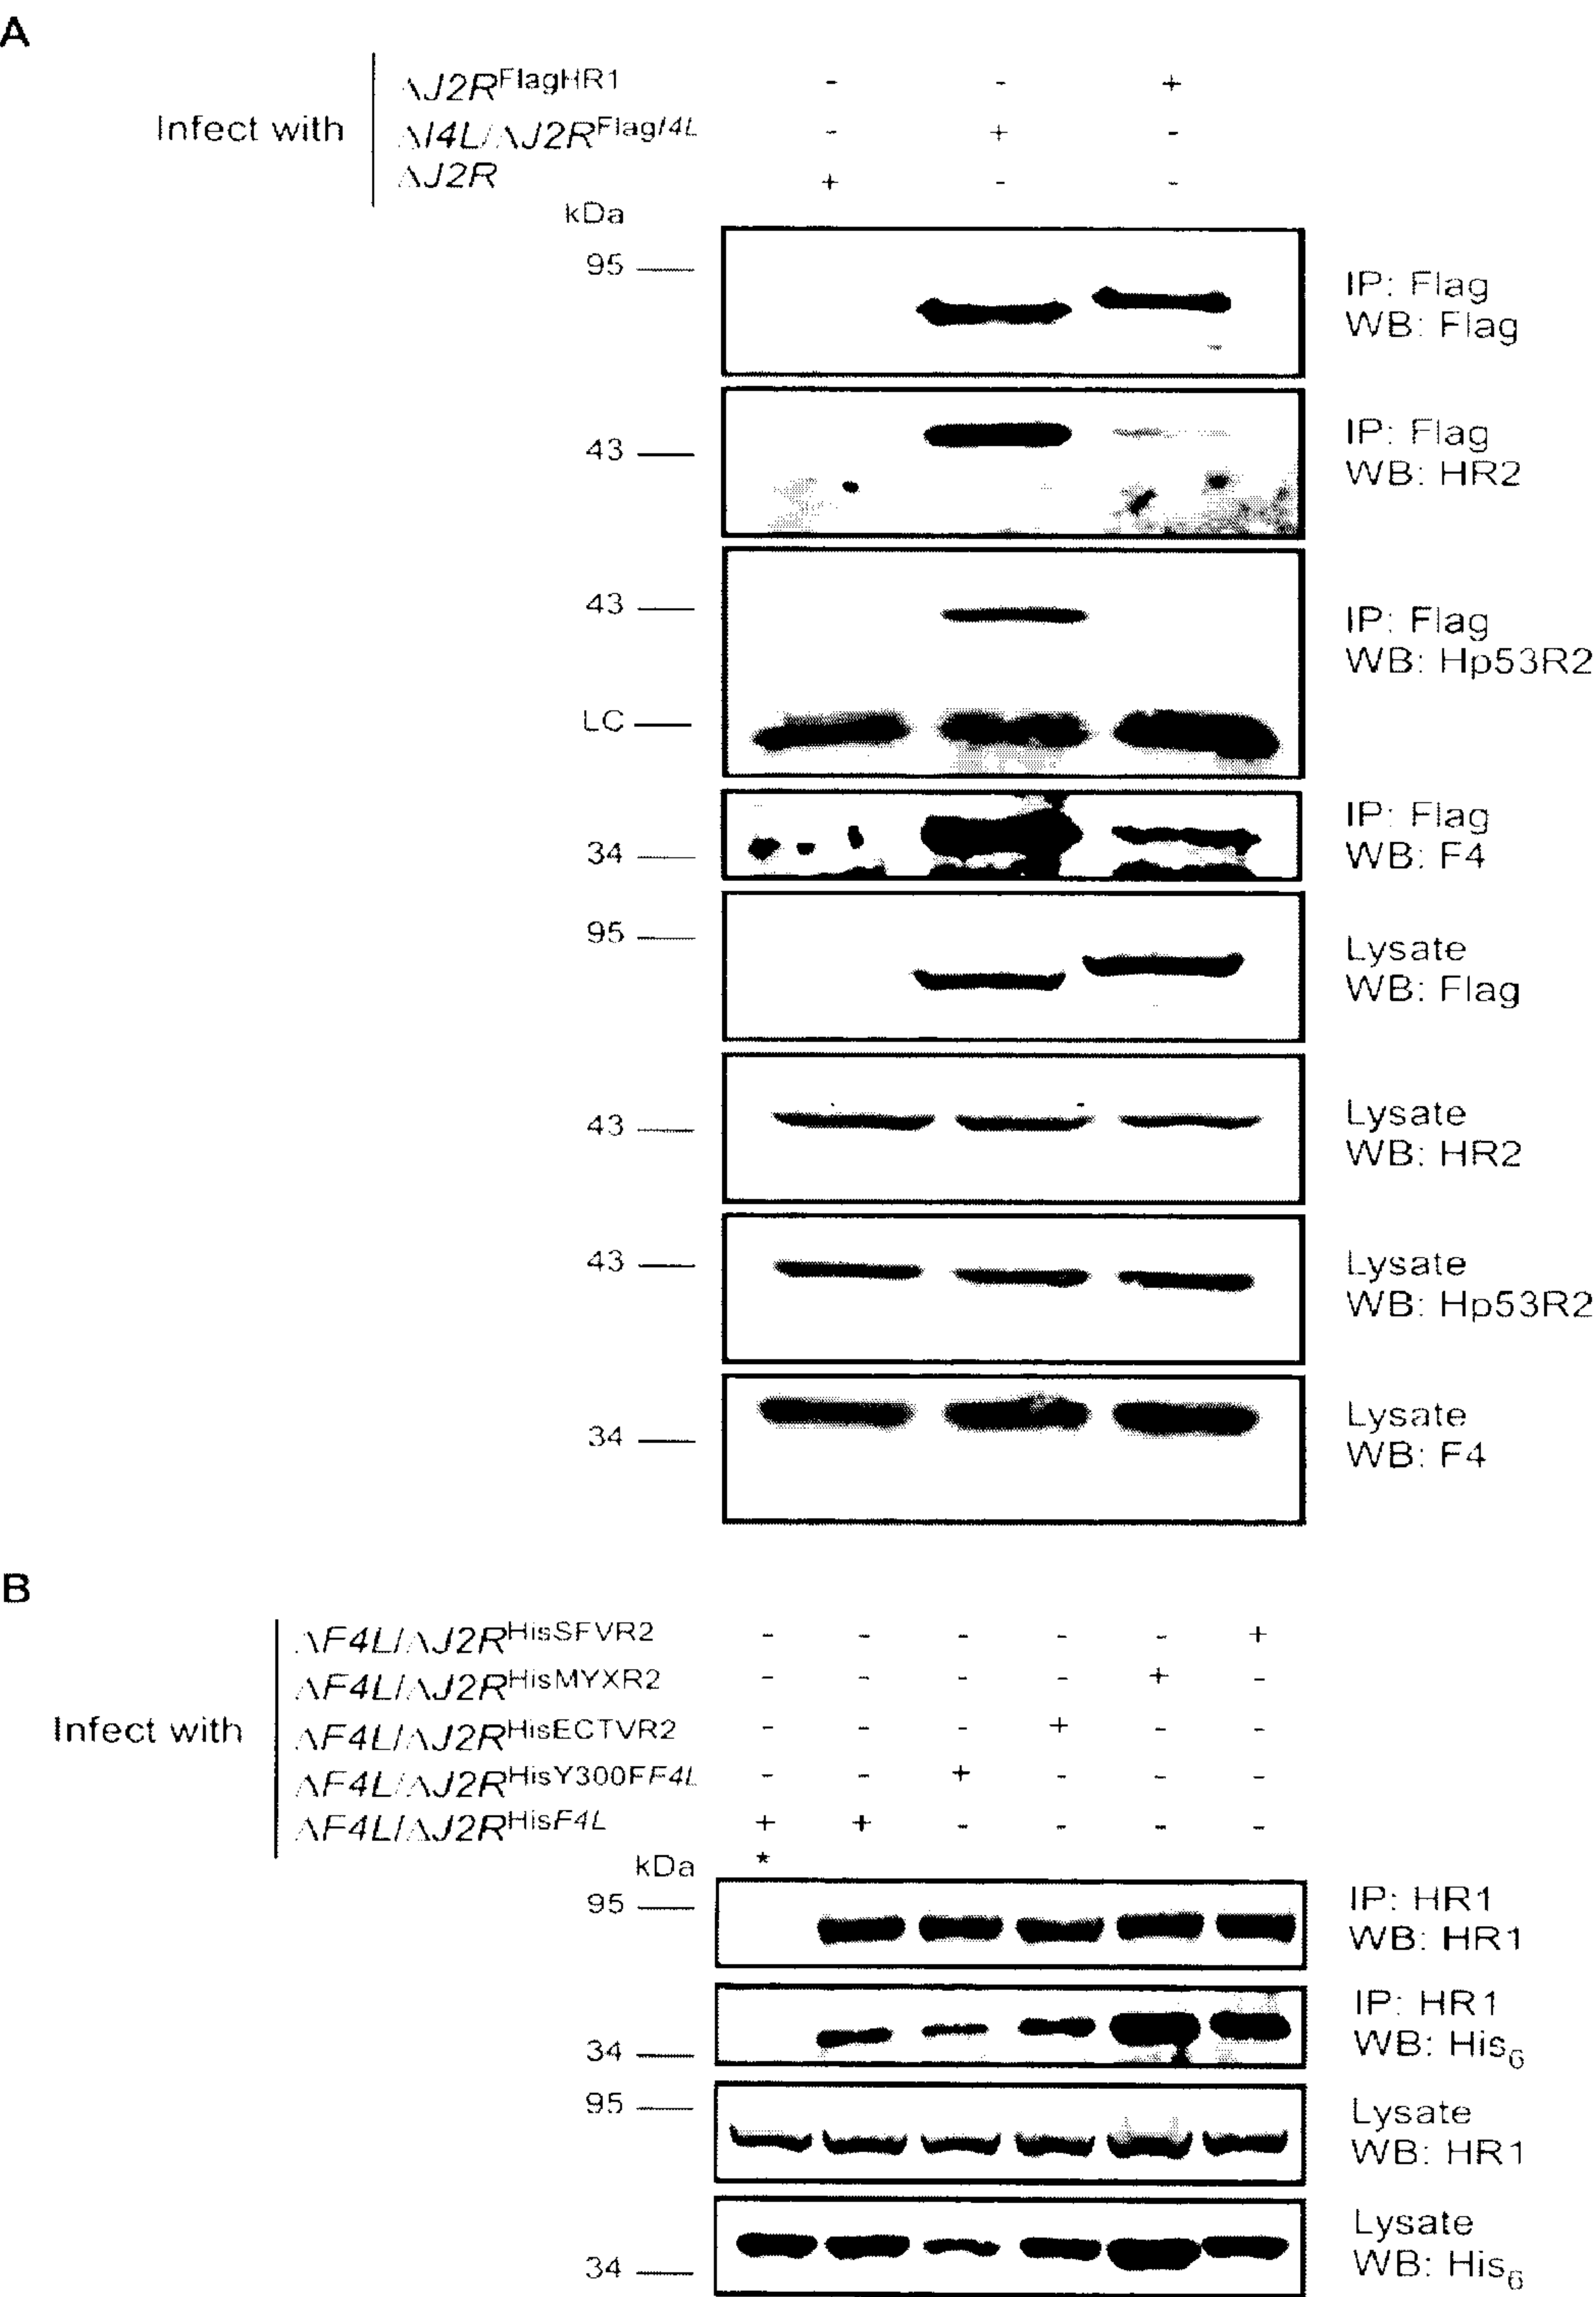 A
Infect with
ΔJ2R^FlagHR1 - - +
ΔI4L/ΔJ2R^FlagI4L - + -
ΔJ2R + - -
kDa
95
IP: Flag
WB: Flag
43
IP: Flag
WB: HR2
43
LC
IP: Flag
WB: Hp53R2
34
IP: Flag
WB: F4
95
Lysate
WB: Flag
43
Lysate
WB: HR2
43
Lysate
WB: Hp53R2
34
Lysate
WB: F4
B
Infect with
ΔF4L/ΔJ2R^HisSFVR2 - - - - - +
ΔF4L/ΔJ2R^HisMYXR2 - - - - + -
ΔF4L/ΔJ2R^HisECTVR2 - - - + - -
ΔF4L/ΔJ2R^HisY300FF4L - - + - - -
ΔF4L/ΔJ2R^HisF4L + + - - - -
kDa *
95
IP: HR1
WB: HR1
34
IP: HR1
WB: His₆
95
Lysate
WB: HR1
34
Lysate
WB: His₆